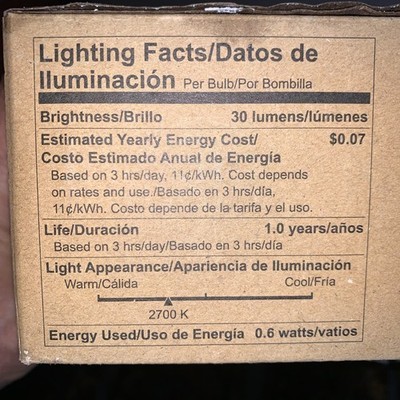 Lighting Facts/Datos de
Iluminación Per Bulb/Por Bombilla
Brightness/Brillo 30 lumens/lúmenes
Estimated Yearly Energy Cost/ $0.07
Costo Estimado Anual de Energía
Based on 3 hrs/day, 11¢/kWh. Cost depends
on rates and use./Basado en 3 hrs/día,
11¢/kWh. Costo depende de la tarifa y el uso.
Life/Duración 1.0 years/años
Based on 3 hrs/day/Basado en 3 hrs/día
Light Appearance/Apariencia de Iluminación
Warm/Cálida Cool/Fría
2700 K
Energy Used/Uso de Energía 0.6 watts/vatios